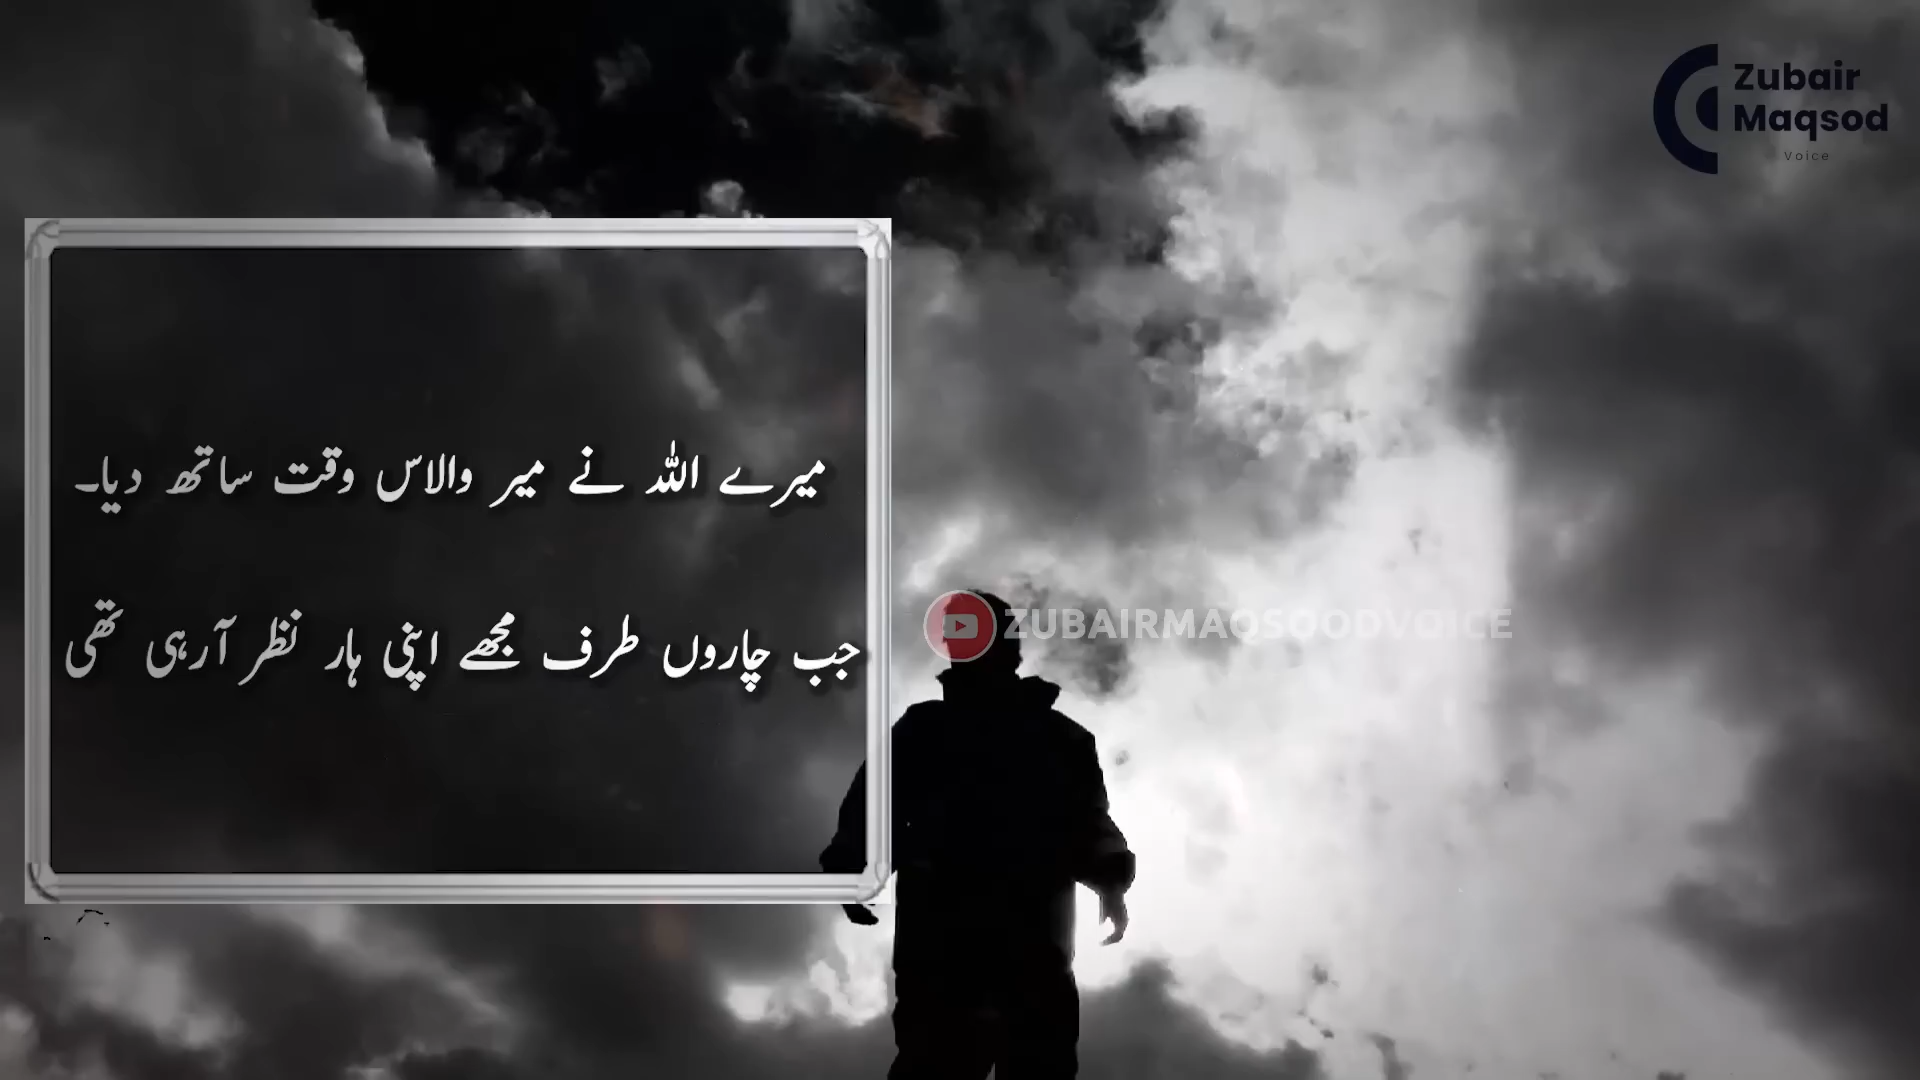 Zubair
Maqsod
Voice
میرے اللہ نے میر والاس وقت ساتھ دیا۔
جب چاروں طرف مجھے اپنی ہار نظر آرہی تھی
ZUBAIRMAQSOODVOICE